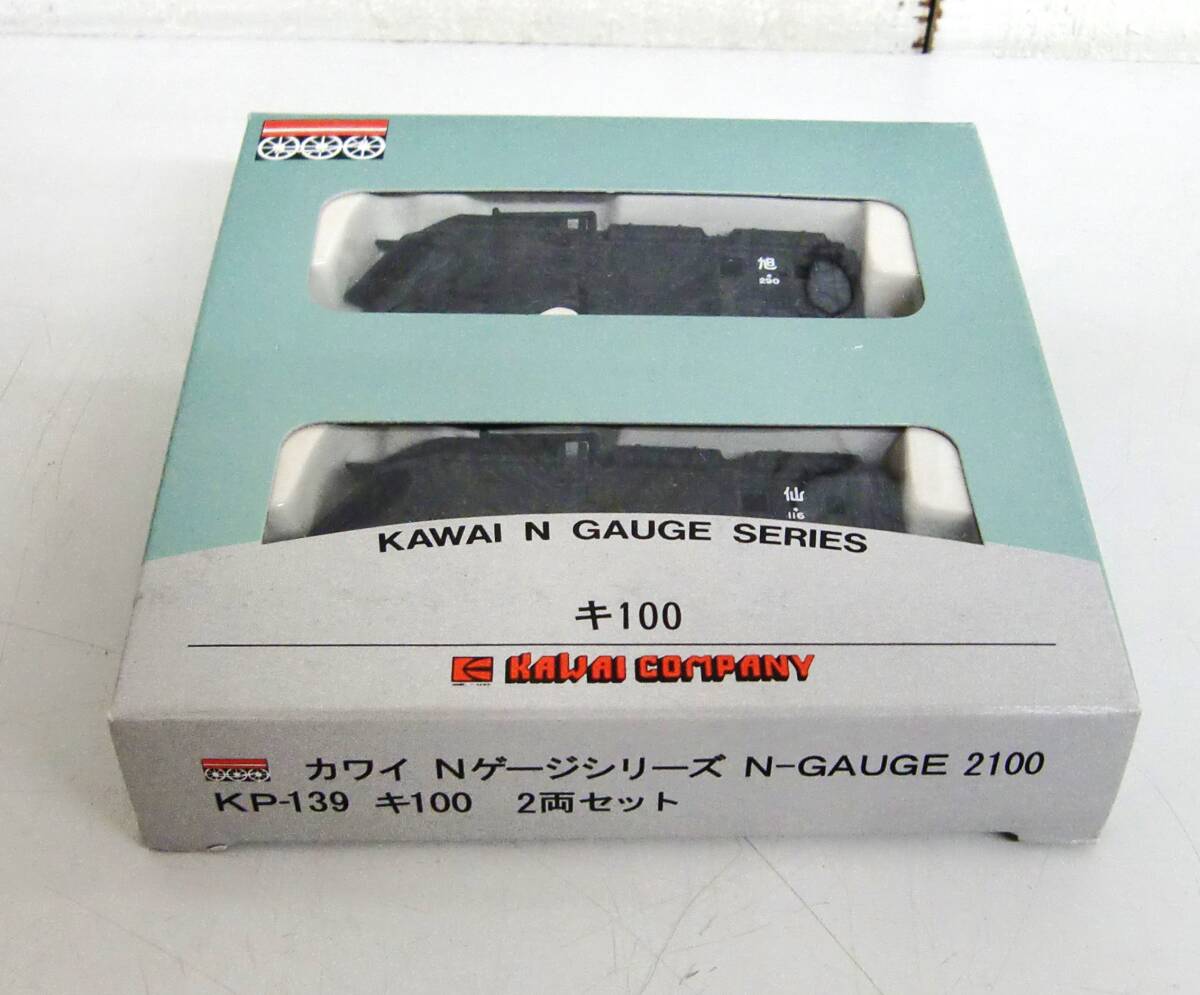 旭
290
仙
116
KAWAI N GAUGE SERIES
キ100
KAWAI COMPANY
カワイ Nゲージシリーズ N-GAUGE 2100
KP-139 キ100 2両セット